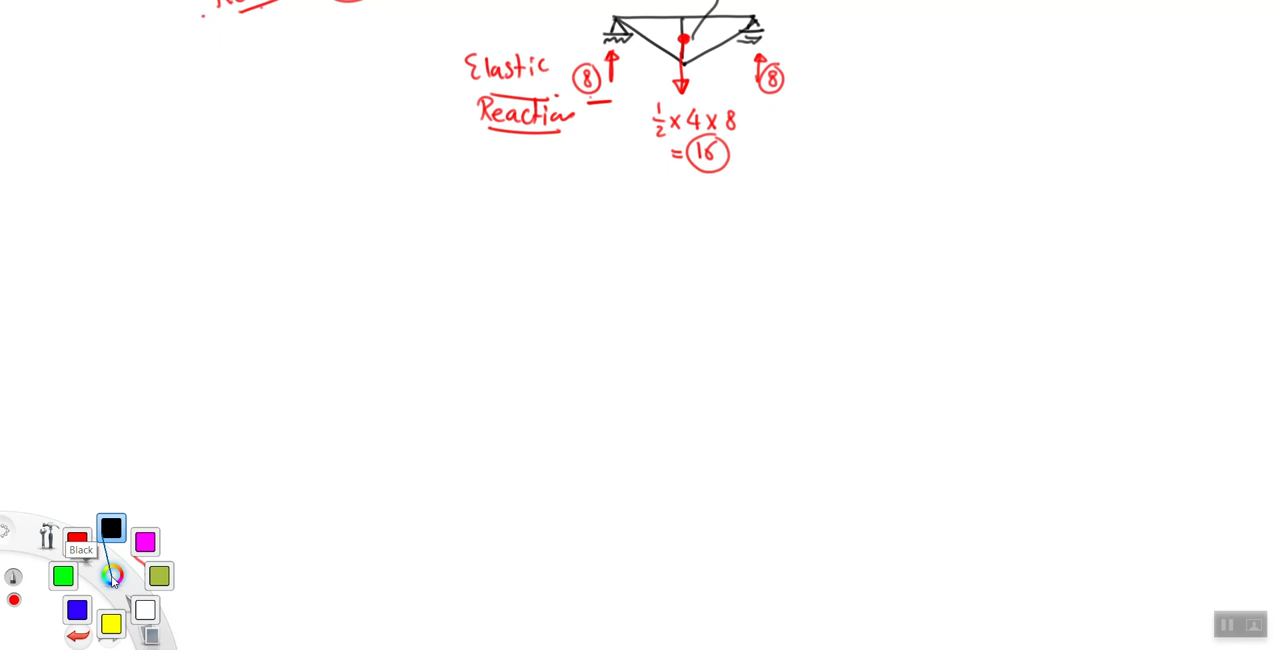 Elastic
Reaction
8
8
1/2 × 4 × 8
= 16
Black